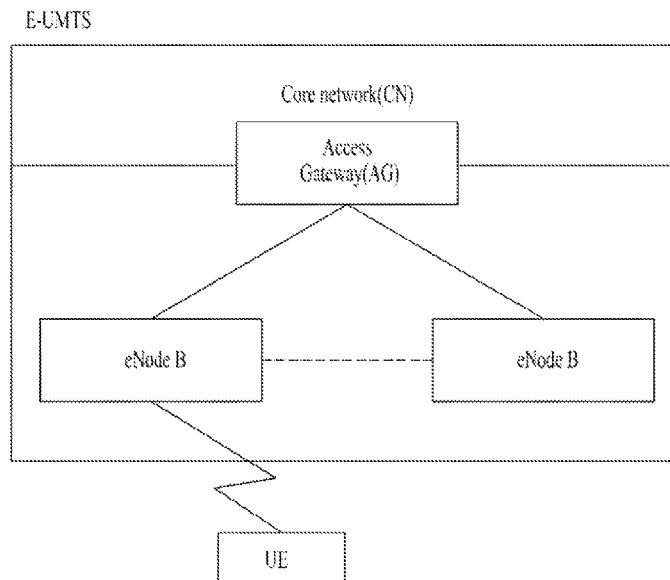 E-UMTS
Core network(CN)
Access
Gateway(AG)
eNode B
eNode B
UE